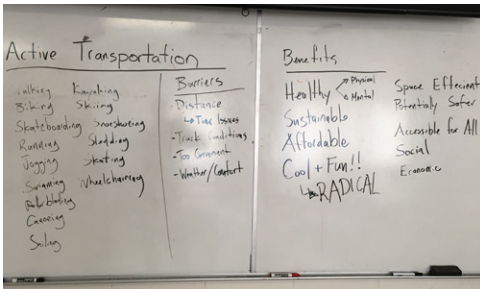 Active Transportation
Walking
Biking
Skateboarding
Running
Jogging
Swimming
Rollerblading
Canoeing
Sailing
Kayaking
Skiing
Snowshoeing
Sledding
Skating
Wheelchairing
Barriers
- Distance
↳ Time Issues
- Track Conditions
- Too Convenient
- Weather/Comfort
Benefits
Healthy
Physical
Mental
Sustainable
Affordable
Cool + Fun!!
↳ RADICAL
Space Effecient
Potentially Safer
Accessible for All
Social
Economic